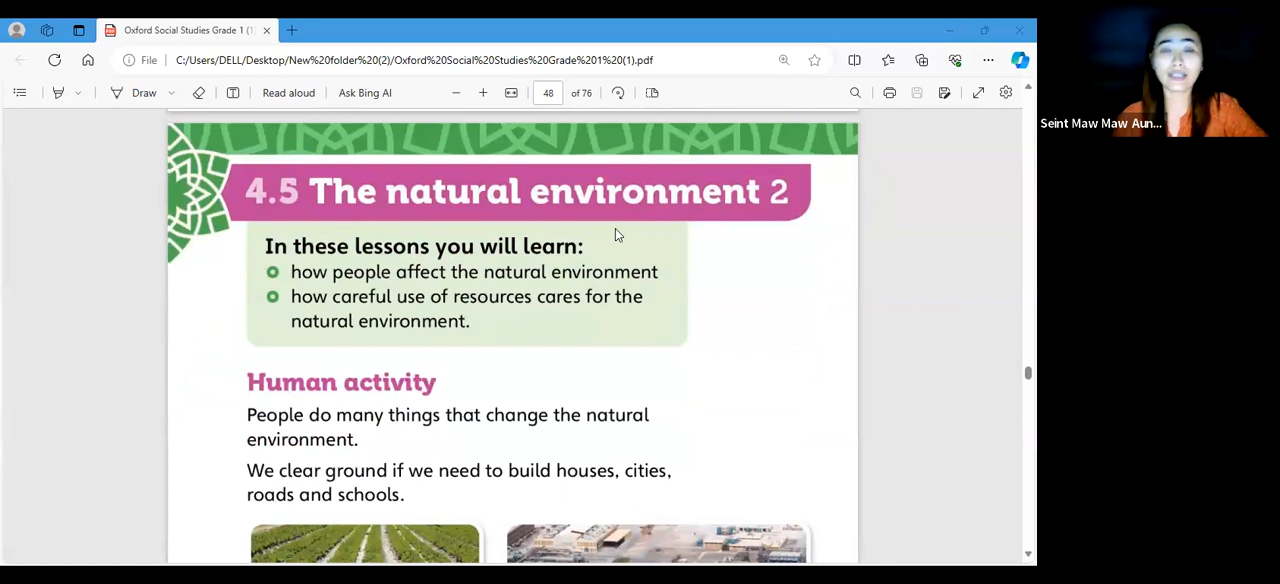 Oxford Social Studies Grade 1 (1)
File
C:/Users/DELL/Desktop/New%20folder%20(2)/Oxford%20Social%20Studies%20Grade%201%20(1).pdf
Draw
Read aloud
Ask Bing AI
48
of 76
Seint Maw Maw Aun...
4.5 The natural environment 2
In these lessons you will learn:
how people affect the natural environment
how careful use of resources cares for the
natural environment.
Human activity
People do many things that change the natural
environment.
We clear ground if we need to build houses, cities,
roads and schools.